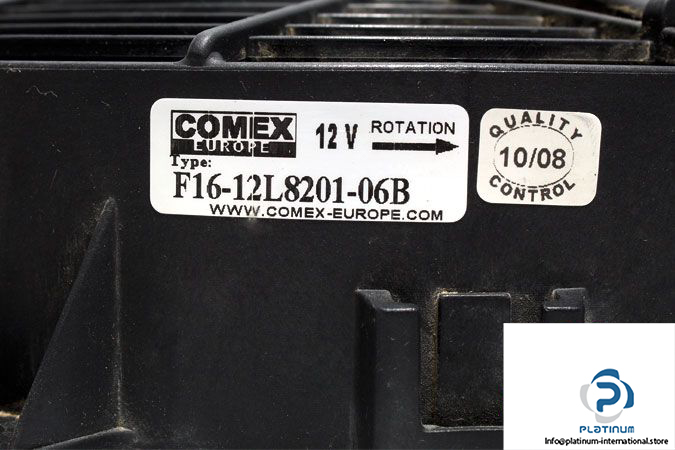 COMEX
EUROPE
12 V
ROTATION
Type:
F16-12L8201-06B
WWW.COMEX-EUROPE.COM
QUALITY
10/08
CONTROL
PLATINUM
Info@platinum-international.store